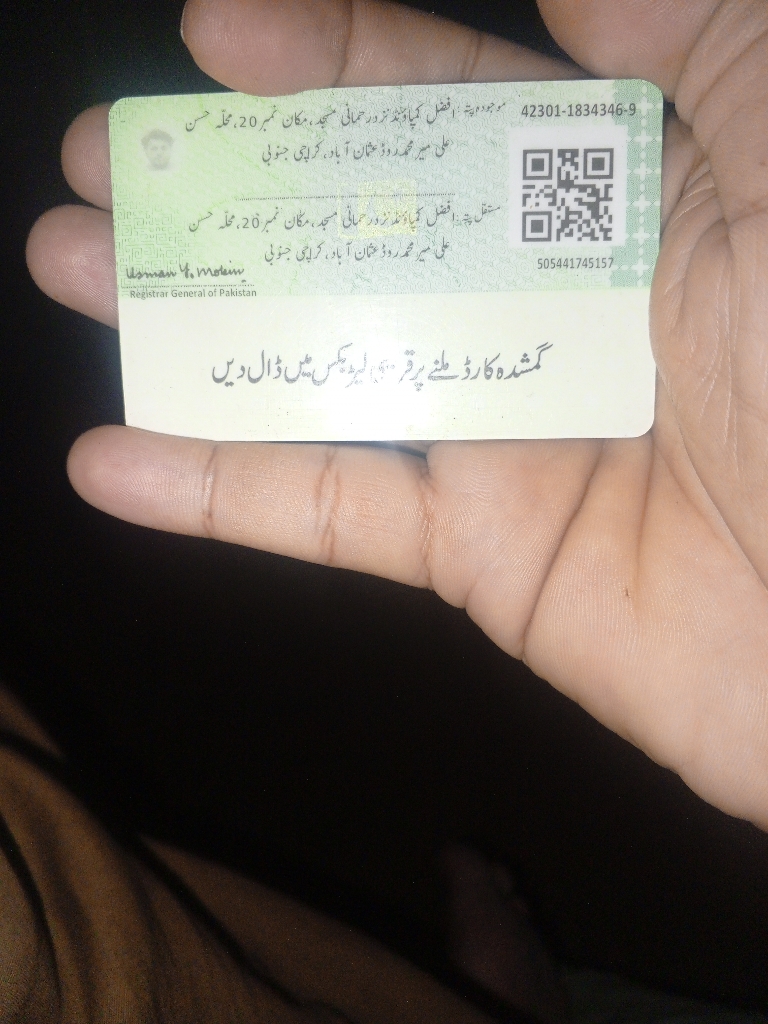 موجودہ پتہ: افضل کمپاؤنڈ نزد رحمانی مسجد، مکان نمبر 20، محلہ حسن
علی میر محمد روڈ عثمان آباد، کراچی جنوبی
42301-1834346-9
مستقل پتہ: افضل کمپاؤنڈ نزد رحمانی مسجد، مکان نمبر 20، محلہ حسن
علی میر محمد روڈ عثمان آباد، کراچی جنوبی
505441745157
Usman Y. Mobin
Registrar General of Pakistan
گمشدہ کارڈ ملنے پر قریبی لیٹر بکس میں ڈال دیں